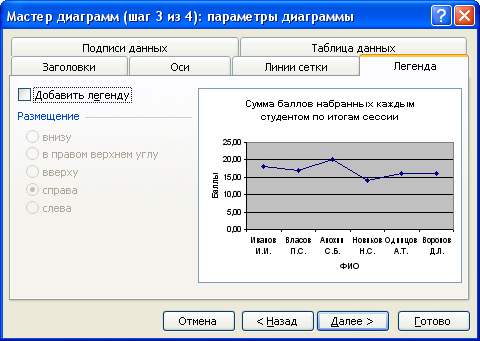 Мастер диаграмм (шаг 3 из 4): параметры диаграммы
Подписи данных
Таблица данных
Заголовки
Оси
Линии сетки
Легенда
Добавить легенду
Размещение
внизу
в правом верхнем углу
вверху
справа
слева
Сумма баллов набранных каждым
студентом по итогам сессии
25,00
20,00
15,00
10,00
5,00
0,00
Баллы
Иванов Власов Анохин Новиков Одинцов Воронов
И.И. П.С. С.Б. Н.С. А.Т. Д.Л.
ФИО
Отмена
< Назад
Далее >
Готово